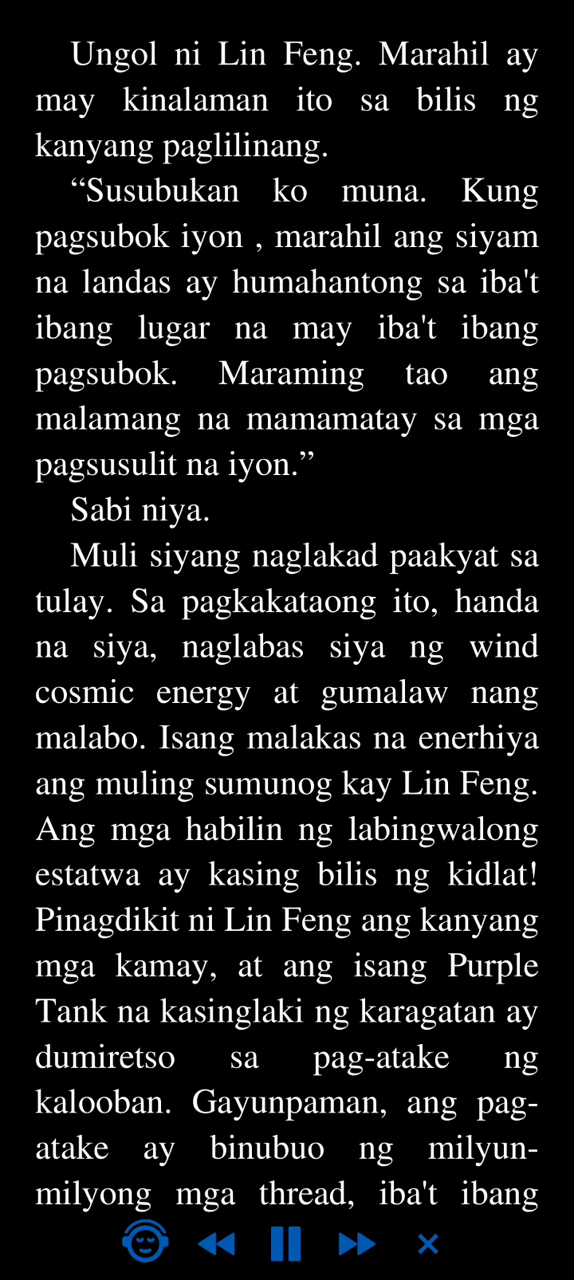 Ungol ni Lin Feng. Marahil ay
may kinalaman ito sa bilis ng
kanyang paglilinang.
“Susubukan ko muna. Kung
pagsubok iyon , marahil ang siyam
na landas ay humahantong sa iba't
ibang lugar na may iba't ibang
pagsubok. Maraming tao ang
malamang na mamamatay sa mga
pagsusulit na iyon.”
Sabi niya.
Muli siyang naglakad paakyat sa
tulay. Sa pagkakataong ito, handa
na siya, naglabas siya ng wind
cosmic energy at gumalaw nang
malabo. Isang malakas na enerhiya
ang muling sumunog kay Lin Feng.
Ang mga habilin ng labingwalong
estatwa ay kasing bilis ng kidlat!
Pinagdikit ni Lin Feng ang kanyang
mga kamay, at ang isang Purple
Tank na kasinglaki ng karagatan ay
dumiretso sa pag-atake ng
kalooban. Gayunpaman, ang pag-
atake ay binubuo ng milyun-
milyong mga thread, iba't ibang